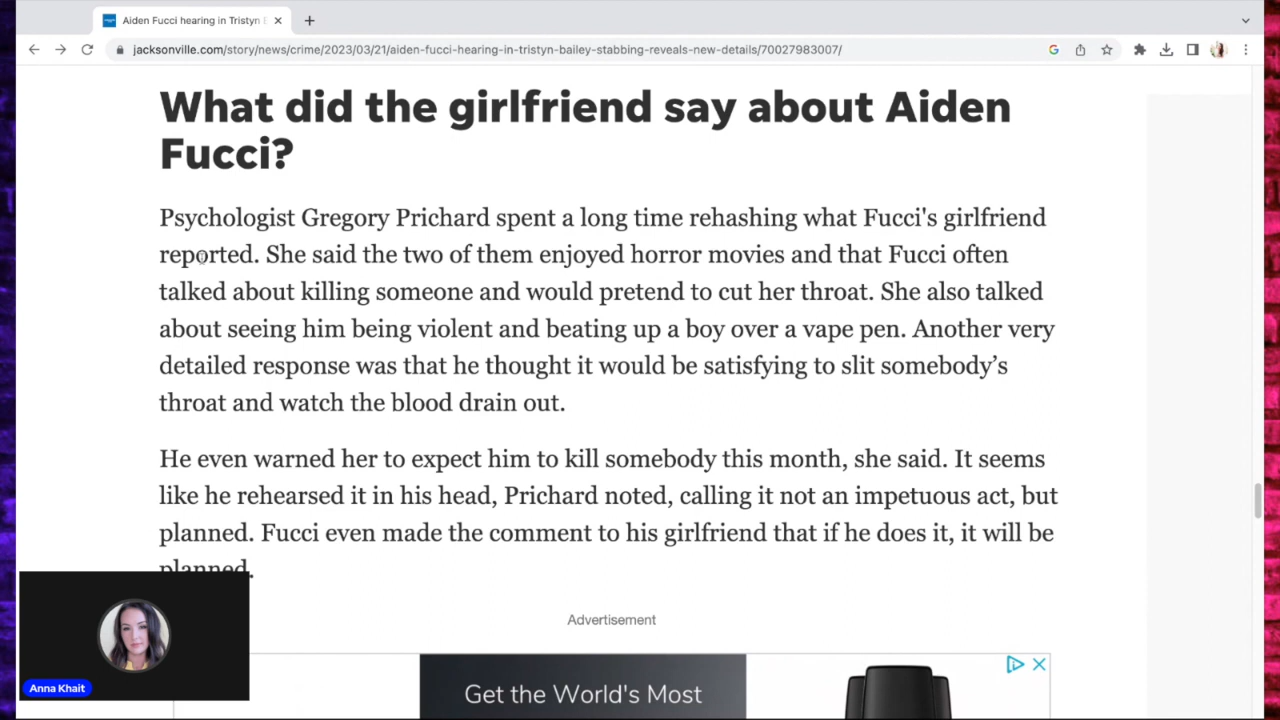 Aiden Fucci hearing in Tristyn
jacksonville.com/story/news/crime/2023/03/21/aiden-fucci-hearing-in-tristyn-bailey-stabbing-reveals-new-details/70027983007/
What did the girlfriend say about Aiden
Fucci?
Psychologist Gregory Prichard spent a long time rehashing what Fucci's girlfriend
reported. She said the two of them enjoyed horror movies and that Fucci often
talked about killing someone and would pretend to cut her throat. She also talked
about seeing him being violent and beating up a boy over a vape pen. Another very
detailed response was that he thought it would be satisfying to slit somebody’s
throat and watch the blood drain out.
He even warned her to expect him to kill somebody this month, she said. It seems
like he rehearsed it in his head, Prichard noted, calling it not an impetuous act, but
planned. Fucci even made the comment to his girlfriend that if he does it, it will be
planned.
Advertisement
Get the World's Most
Anna Khait